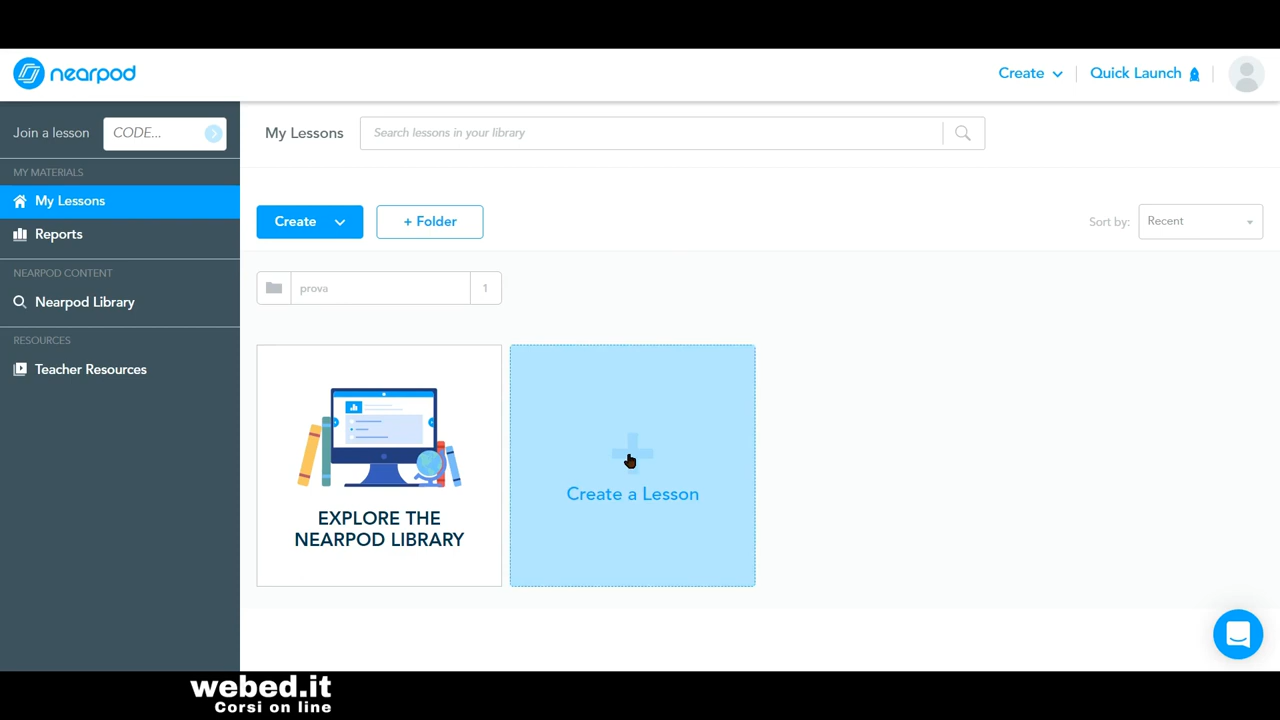 nearpod
Create
Quick Launch
Join a lesson
CODE...
My Lessons
Search lessons in your library
MY MATERIALS
My Lessons
Reports
NEARPOD CONTENT
Nearpod Library
RESOURCES
Teacher Resources
Create
+ Folder
Sort by:
Recent
prova
1
EXPLORE THE
NEARPOD LIBRARY
Create a Lesson
webed.it
Corsi on line